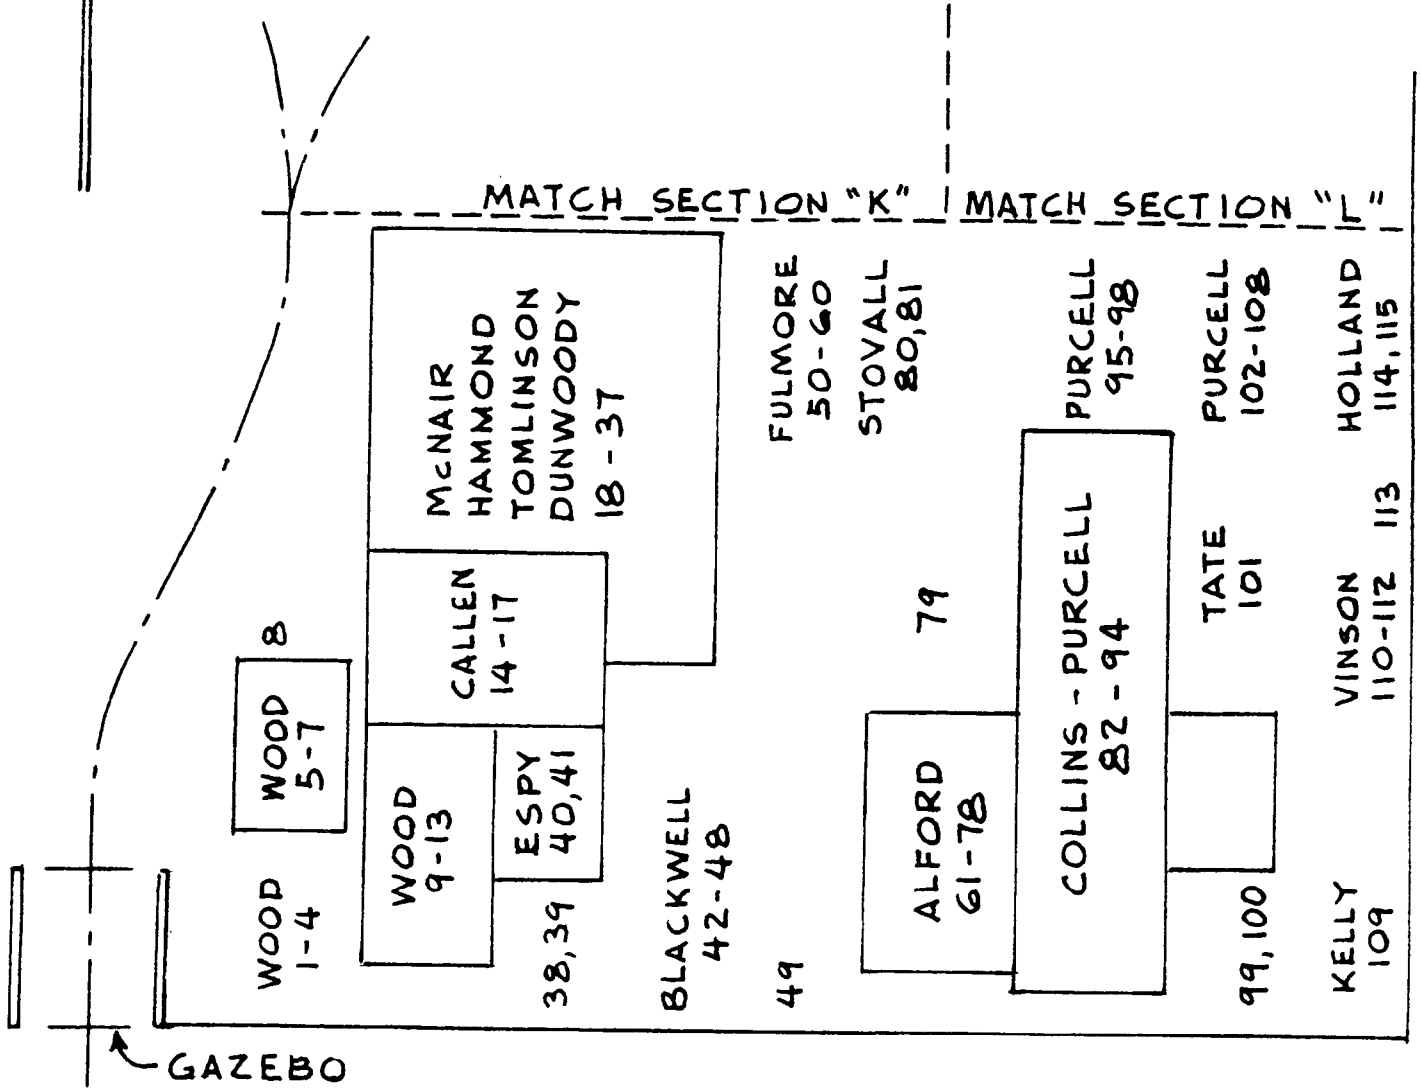 MATCH SECTION "K"
MATCH SECTION "L"
WOOD
1-4
WOOD
5-7
8
WOOD
9-13
CALLEN
14-17
McNAIR
HAMMOND
TOMLINSON
DUNWOODY
18-37
38,39
ESPY
40,41
BLACKWELL
42-48
49
FULMORE
50-60
ALFORD
61-78
79
STOVALL
80,81
COLLINS-PURCELL
82-94
PURCELL
95-98
99,100
TATE
101
PURCELL
102-108
KELLY
109
VINSON
110-112
113
HOLLAND
114,115
GAZEBO